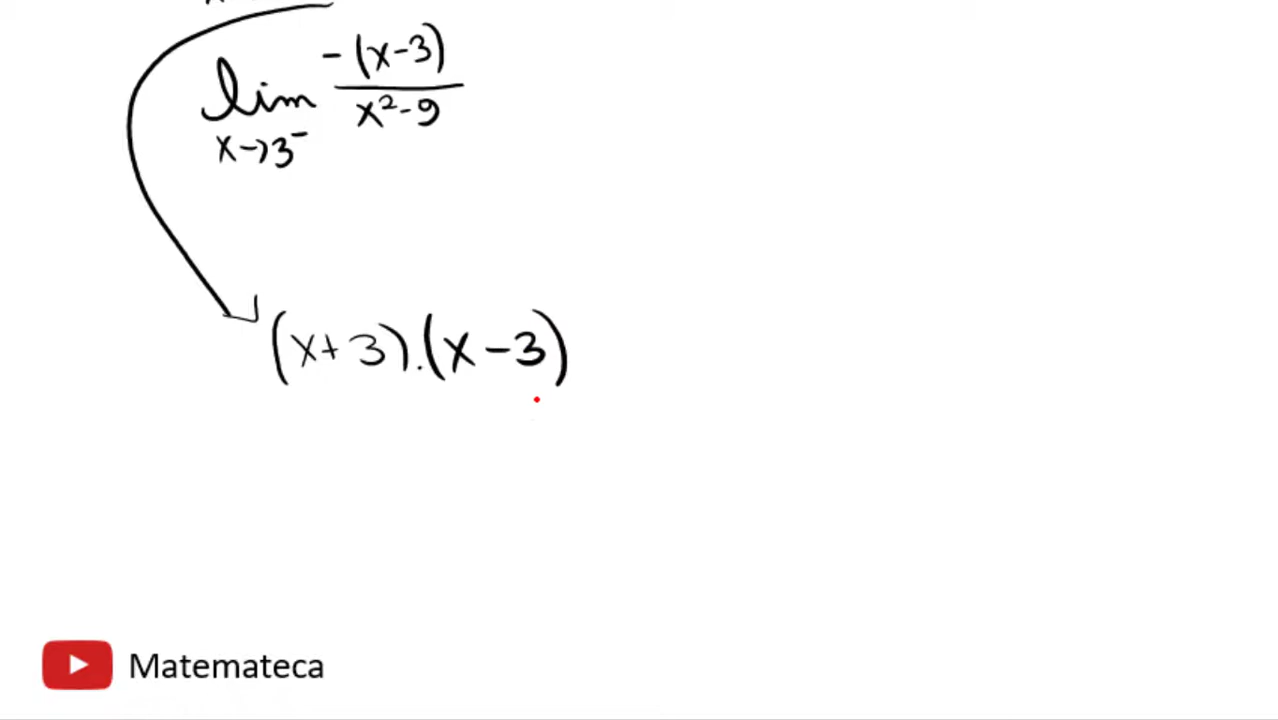 lim -(x-3)
x²-9
x→3⁻
(x+3).(x-3)
Matemateca